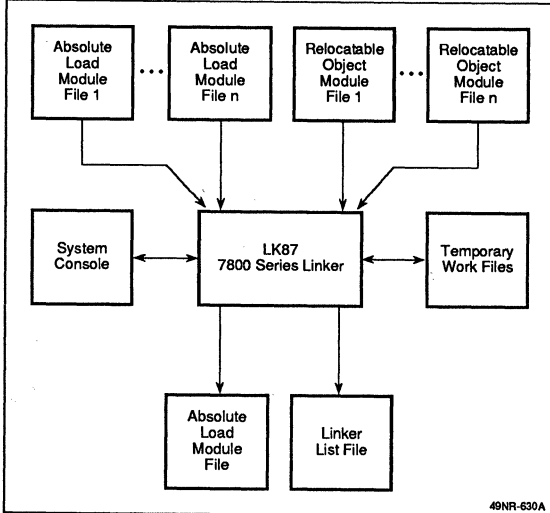 Absolute
Load
Module
File 1
...
Absolute
Load
Module
File n
Relocatable
Object
Module
File 1
...
Relocatable
Object
Module
File n
System
Console
LK87
7800 Series Linker
Temporary
Work Files
Absolute
Load
Module
File
Linker
List File
49NR-630A